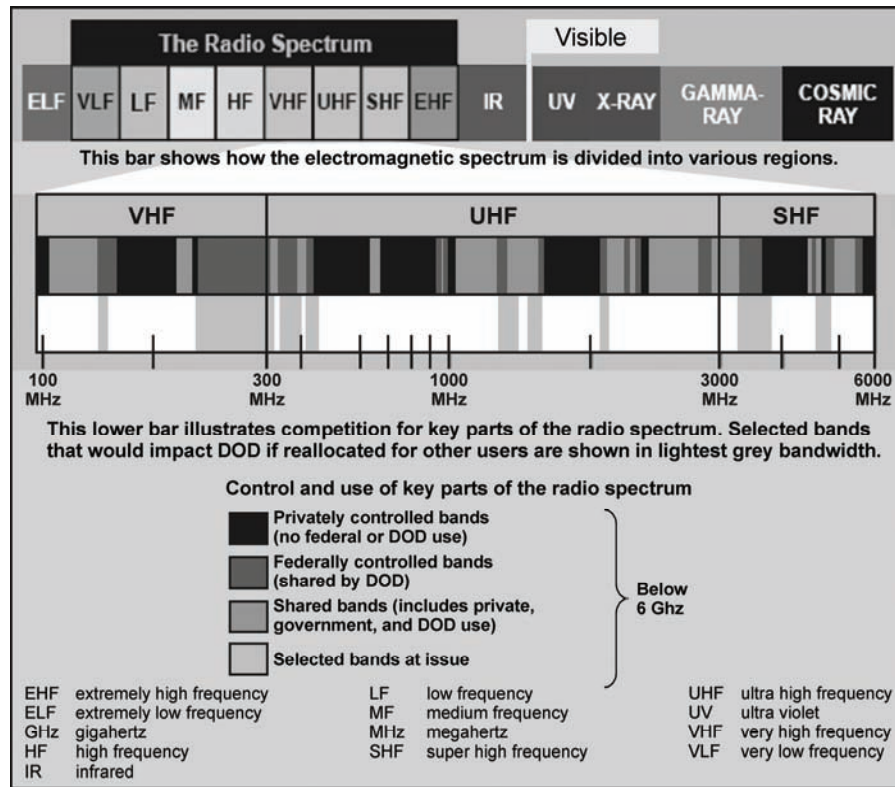 The Radio Spectrum
Visible
ELF VLF LF MF HF VHF UHF SHF EHF IR UV X-RAY GAMMA-
RAY COSMIC
RAY
This bar shows how the electromagnetic spectrum is divided into various regions.
VHF UHF SHF
100
MHz
300
MHz
1000
MHz
3000
MHz
6000
MHz
This lower bar illustrates competition for key parts of the radio spectrum. Selected bands
that would impact DOD if reallocated for other users are shown in lightest grey bandwidth.
Control and use of key parts of the radio spectrum
Privately controlled bands
(no federal or DOD use)
Federally controlled bands
(shared by DOD)
Shared bands (includes private,
government, and DOD use)
Selected bands at issue
Below
6 Ghz
EHF extremely high frequency
ELF extremely low frequency
GHz gigahertz
HF high frequency
IR infrared
LF low frequency
MF medium frequency
MHz megahertz
SHF super high frequency
UHF ultra high frequency
UV ultra violet
VHF very high frequency
VLF very low frequency